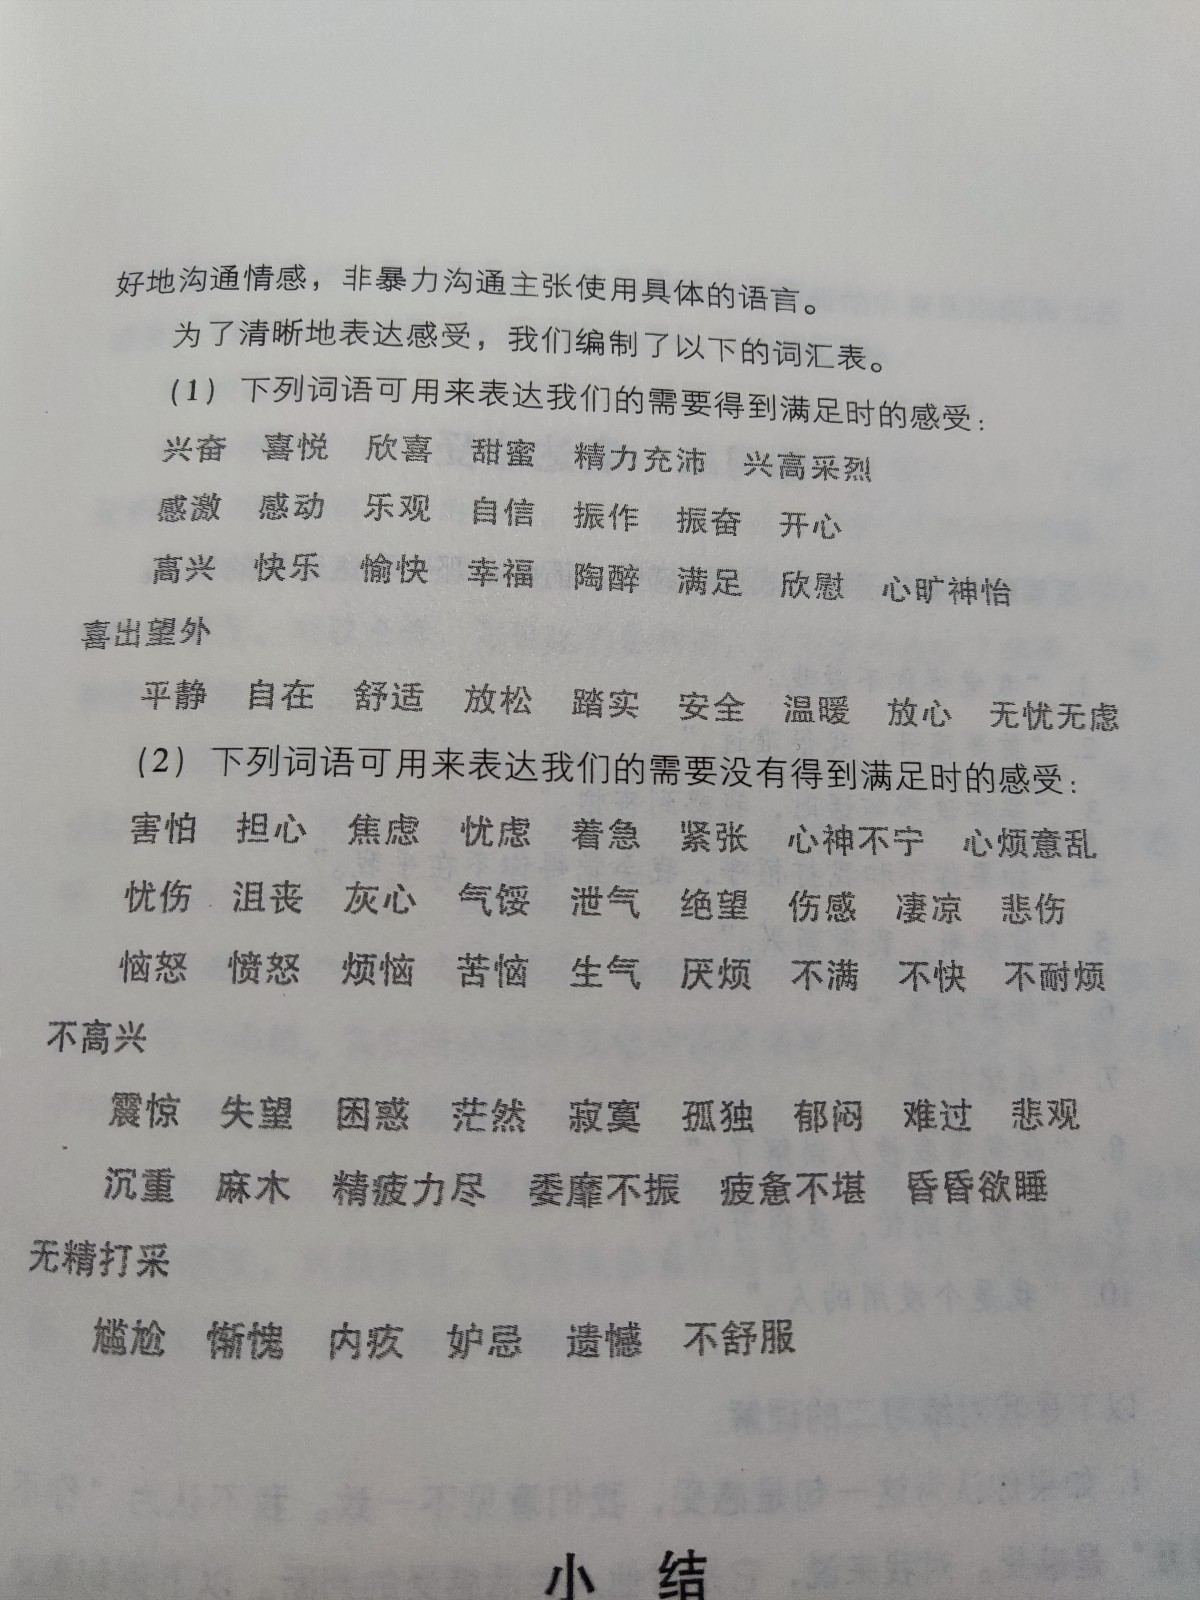 好地沟通情感，非暴力沟通主张使用具体的语言。
为了清晰地表达感受，我们编制了以下的词汇表。
(1) 下列词语可用来表达我们的需要得到满足时的感受：
兴奋 喜悦 欣喜 甜蜜 精力充沛 兴高采烈
感激 感动 乐观 自信 振作 振奋 开心
高兴 快乐 愉快 幸福 陶醉 满足 欣慰 心旷神怡
喜出望外
平静 自在 舒适 放松 踏实 安全 温暖 放心 无忧无虑
(2) 下列词语可用来表达我们的需要没有得到满足时的感受：
害怕 担心 焦虑 忧虑 着急 紧张 心神不宁 心烦意乱
忧伤 沮丧 灰心 气馁 泄气 绝望 伤感 凄凉 悲伤
恼怒 愤怒 烦恼 苦恼 生气 厌烦 不满 不快 不耐烦
不高兴
震惊 失望 困惑 茫然 寂寞 孤独 郁闷 难过 悲观
沉重 麻木 精疲力尽 委靡不振 疲惫不堪 昏昏欲睡
无精打采
尴尬 惭愧 内疚 妒忌 遗憾 不舒服
小 结